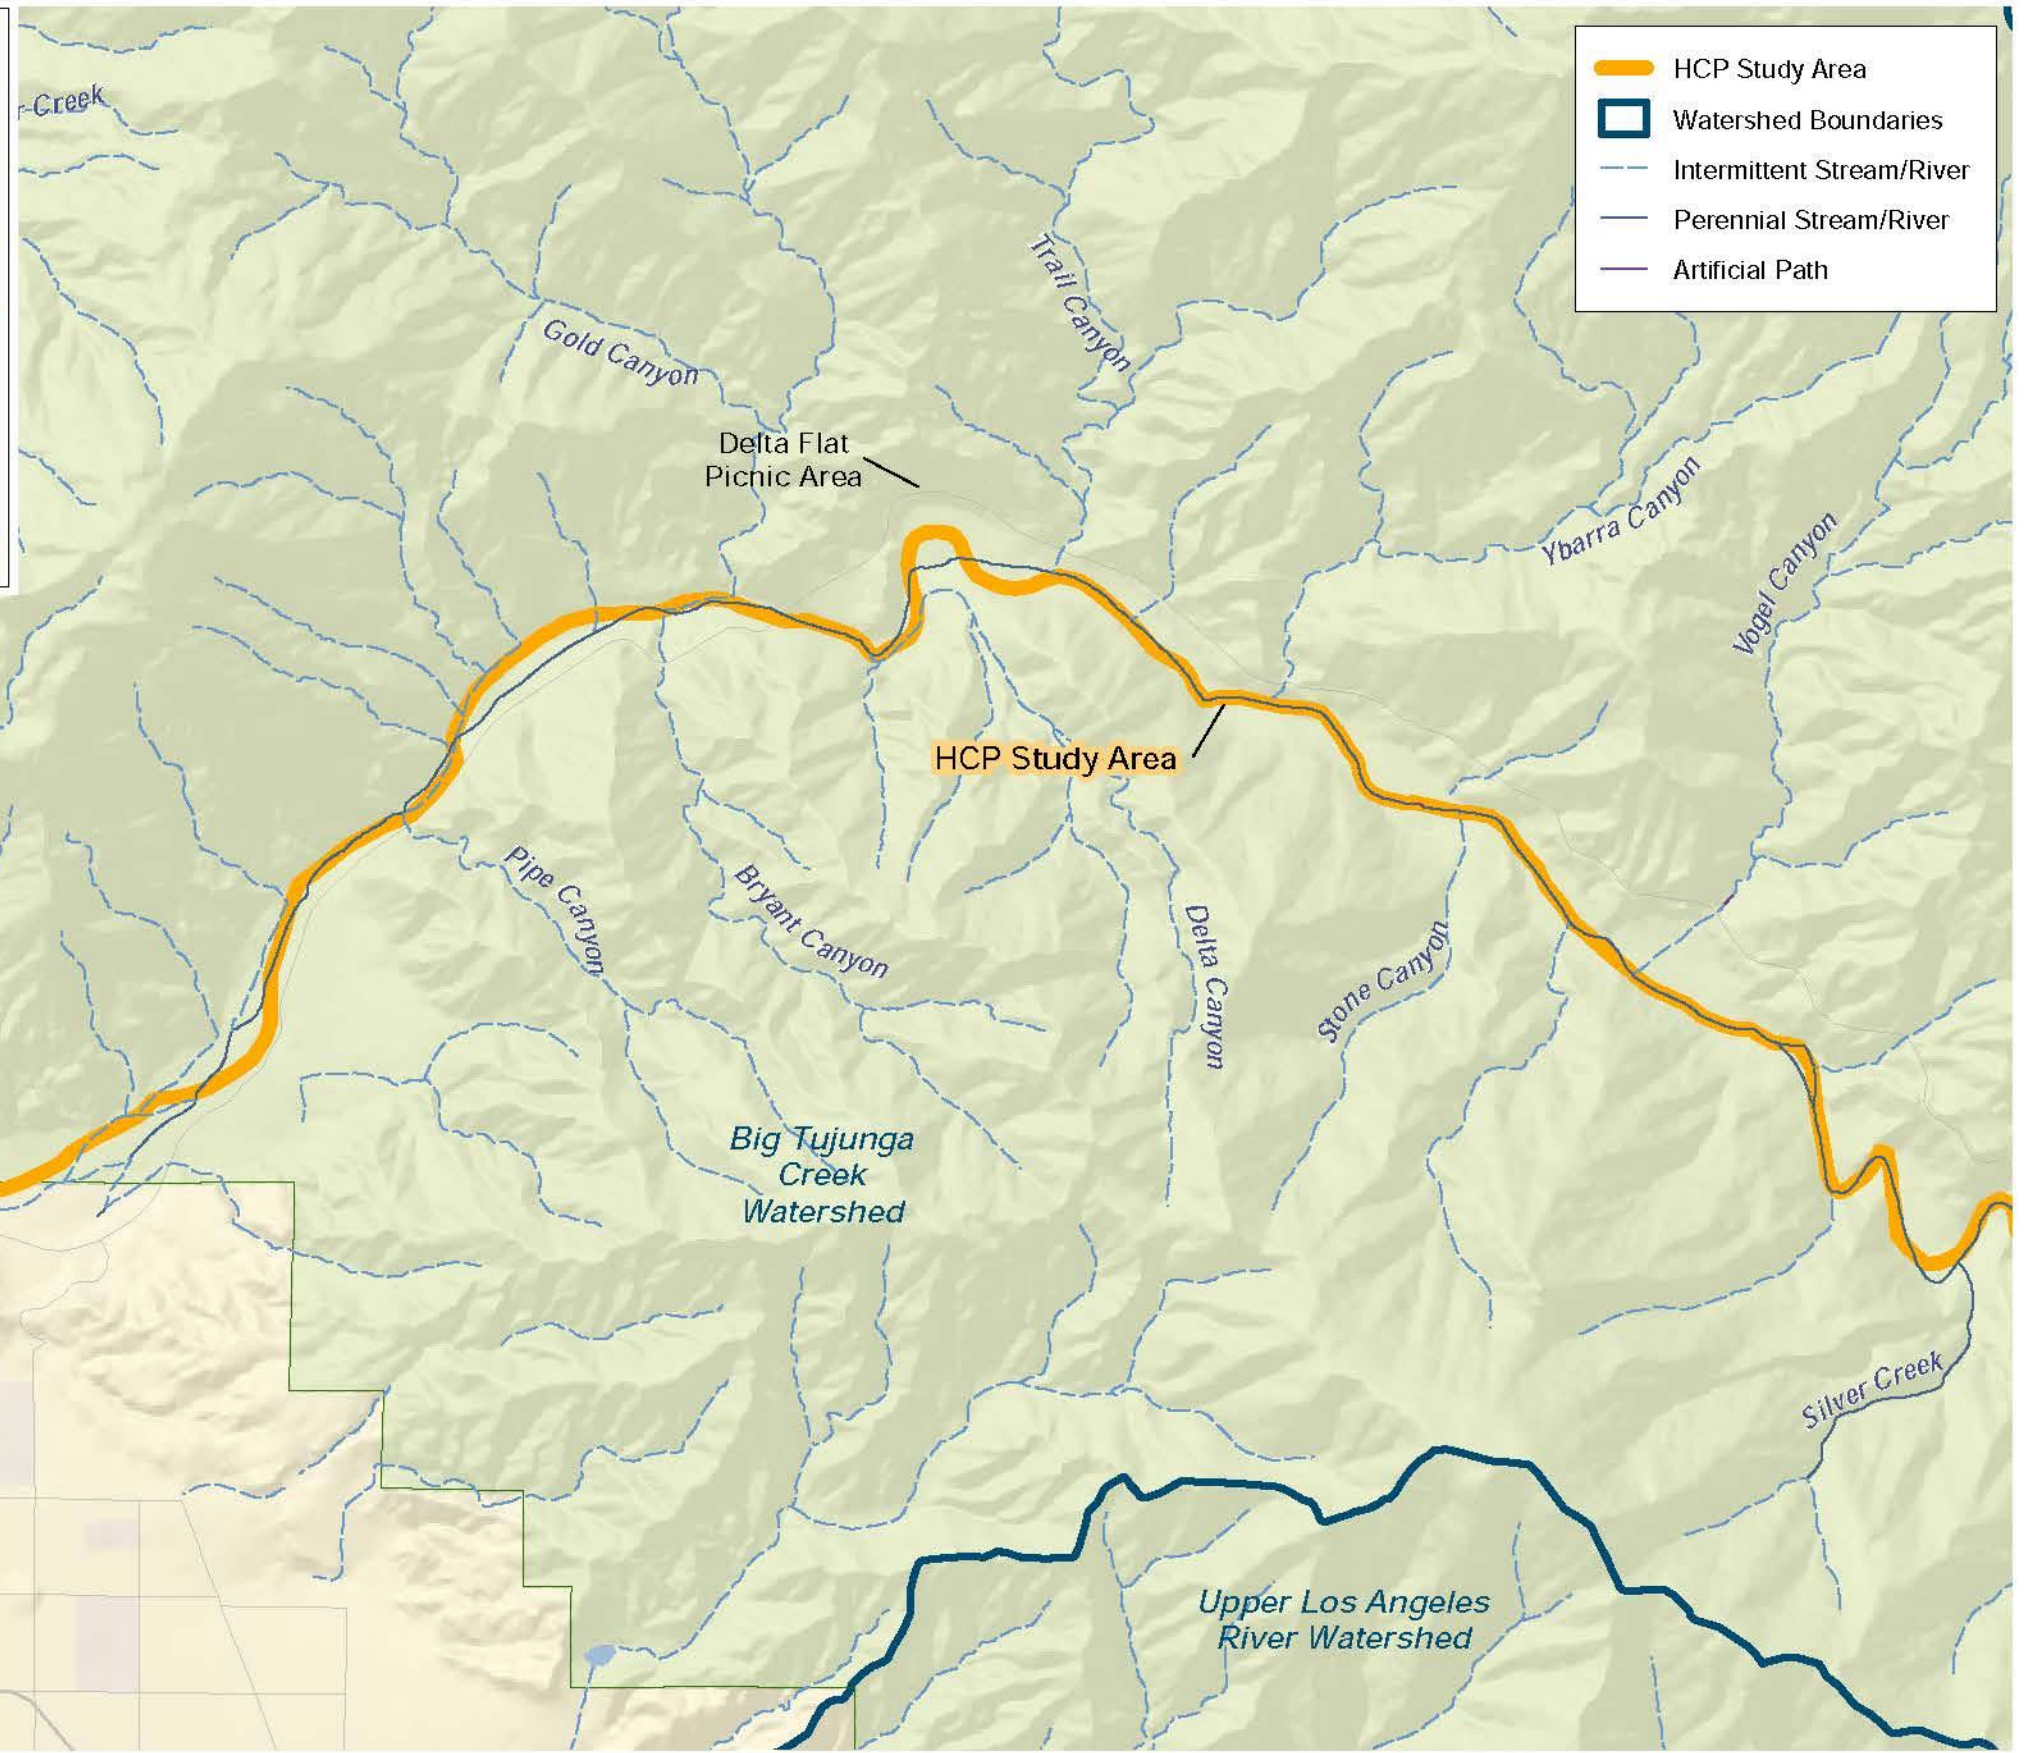 HCP Study Area
Watershed Boundaries
Intermittent Stream/River
Perennial Stream/River
Artificial Path
Creek
Trail Canyon
Gold Canyon
Delta Flat
Picnic Area
Ybarra Canyon
Vogel Canyon
HCP Study Area
Pipe Canyon
Bryant Canyon
Delta Canyon
Stone Canyon
Big Tujunga
Creek
Watershed
Silver Creek
Upper Los Angeles
River Watershed